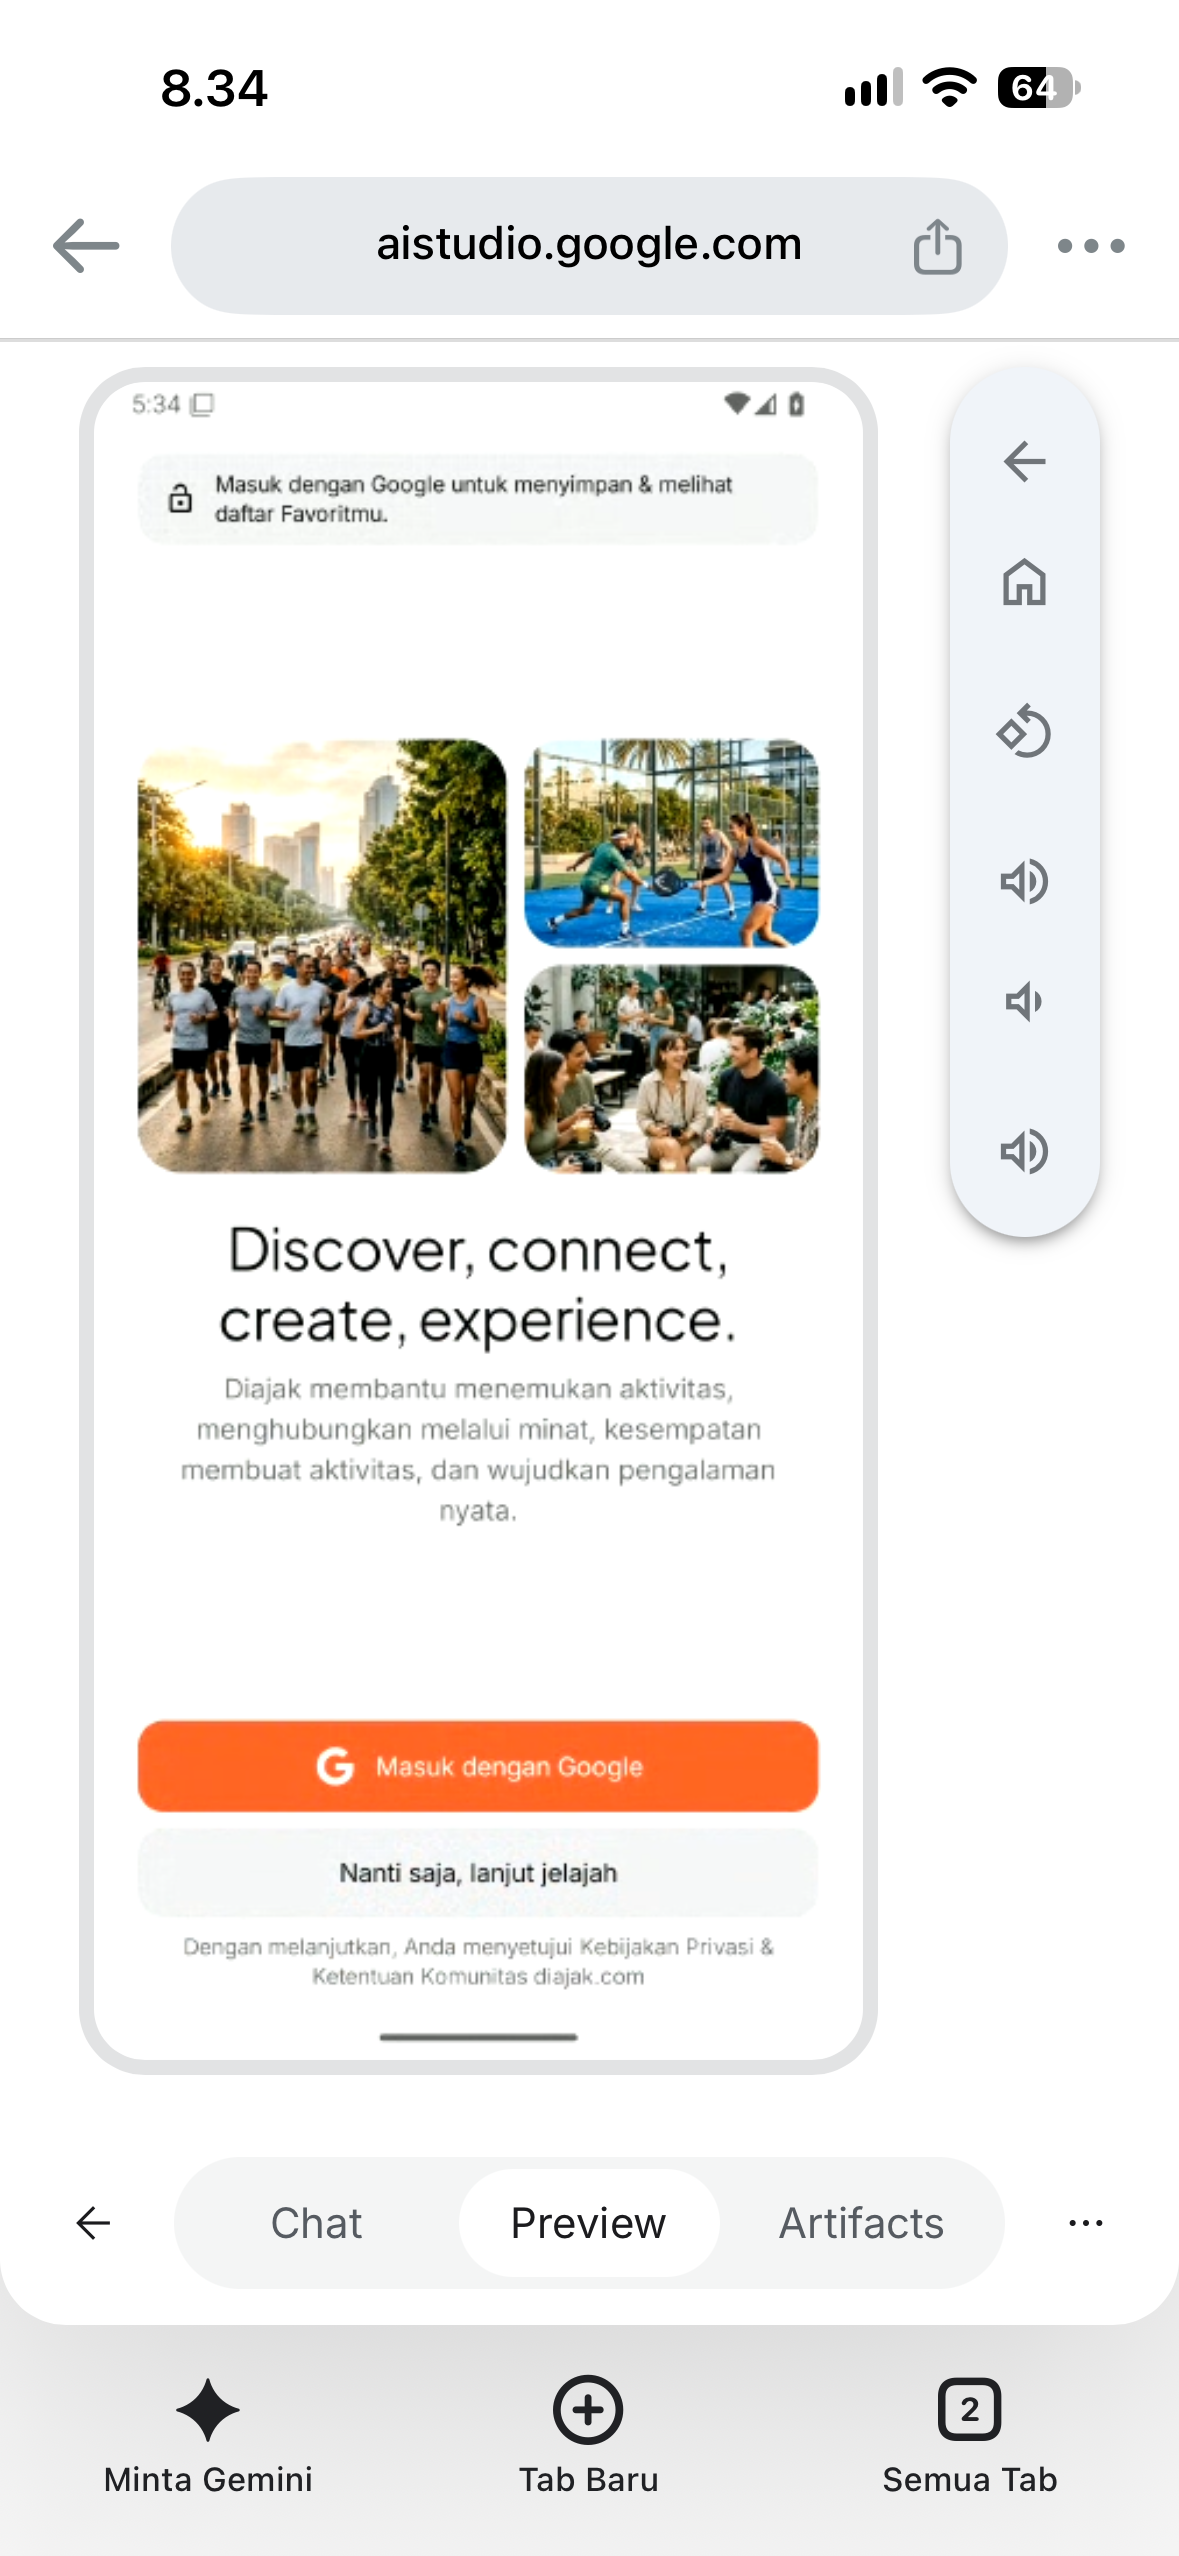 8.34
64
aistudio.google.com
5:34
Masuk dengan Google untuk menyimpan & melihat
daftar Favoritmu.
Discover, connect,
create, experience.
Diajak membantu menemukan aktivitas,
menghubungkan melalui minat, kesempatan
membuat aktivitas, dan wujudkan pengalaman
nyata.
G Masuk dengan Google
Nanti saja, lanjut jelajah
Dengan melanjutkan, Anda menyetujui Kebijakan Privasi &
Ketentuan Komunitas diajak.com
Chat Preview Artifacts
2
Minta Gemini Tab Baru Semua Tab